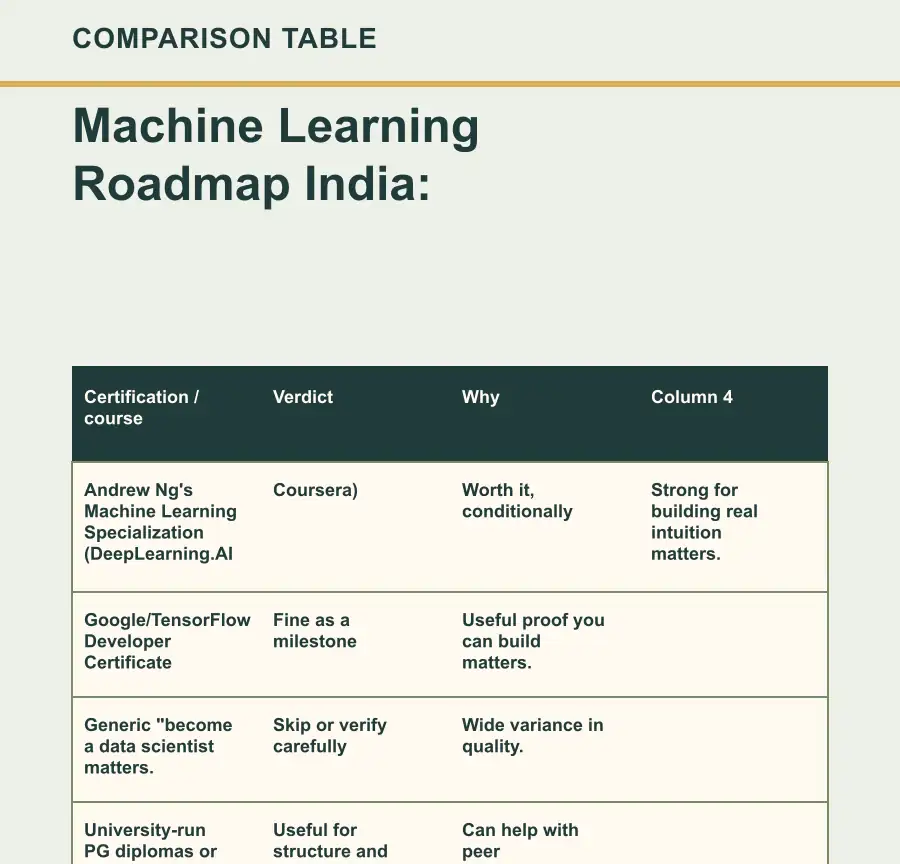 COMPARISON TABLE
Machine Learning
Roadmap India:
Certification /
course
Verdict
Why
Column 4
Andrew Ng's
Machine Learning
Specialization
(DeepLearning.AI
Coursera)
Worth it,
conditionally
Strong for
building real
intuition
matters.
Google/TensorFlow
Developer
Certificate
Fine as a
milestone
Useful proof you
can build
matters.
Generic "become
a data scientist
matters.
Skip or verify
carefully
Wide variance in
quality.
University-run
PG diplomas or
Useful for
structure and
Can help with
peer